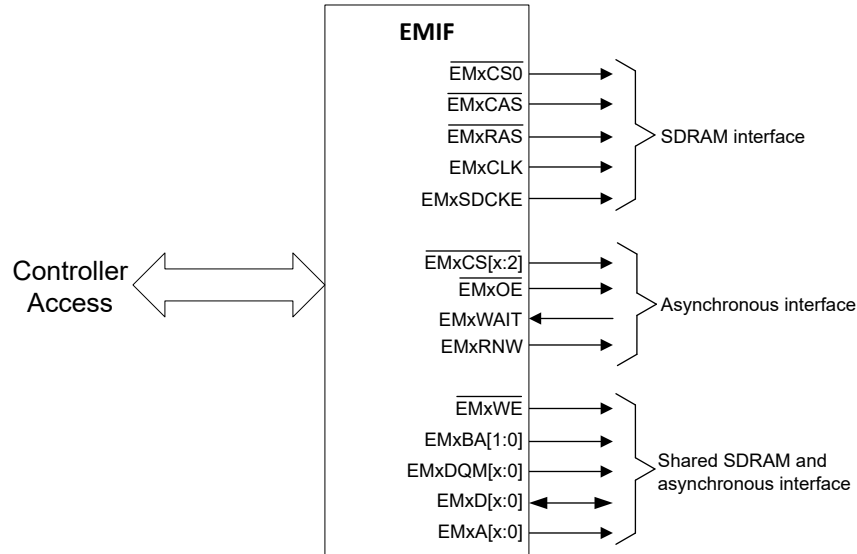 EMIF
EMxCS0
EMxCAS
EMxRAS
EMxCLK
EMxSDCKE
SDRAM interface
Controller
Access
EMxCS[x:2]
EMxOE
EMxWAIT
EMxRNW
Asynchronous interface
EMxWE
EMxBA[1:0]
EMxDQM[x:0]
EMxD[x:0]
EMxA[x:0]
Shared SDRAM and
asynchronous interface